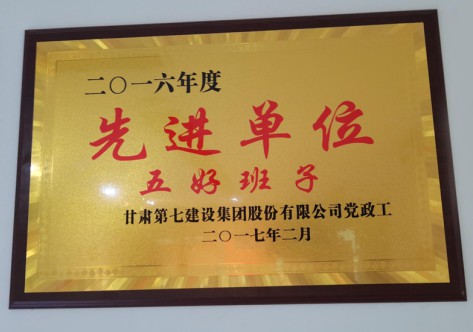 二〇一六年度
先进单位
五好班子
甘肃第七建设集团股份有限公司党政工
二〇一七年二月